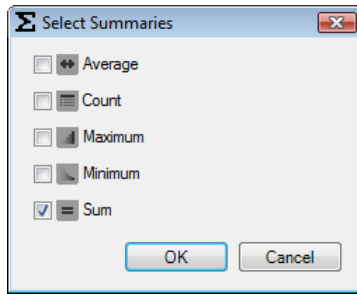 Σ Select Summaries
Average
Count
Maximum
Minimum
Sum
OK Cancel